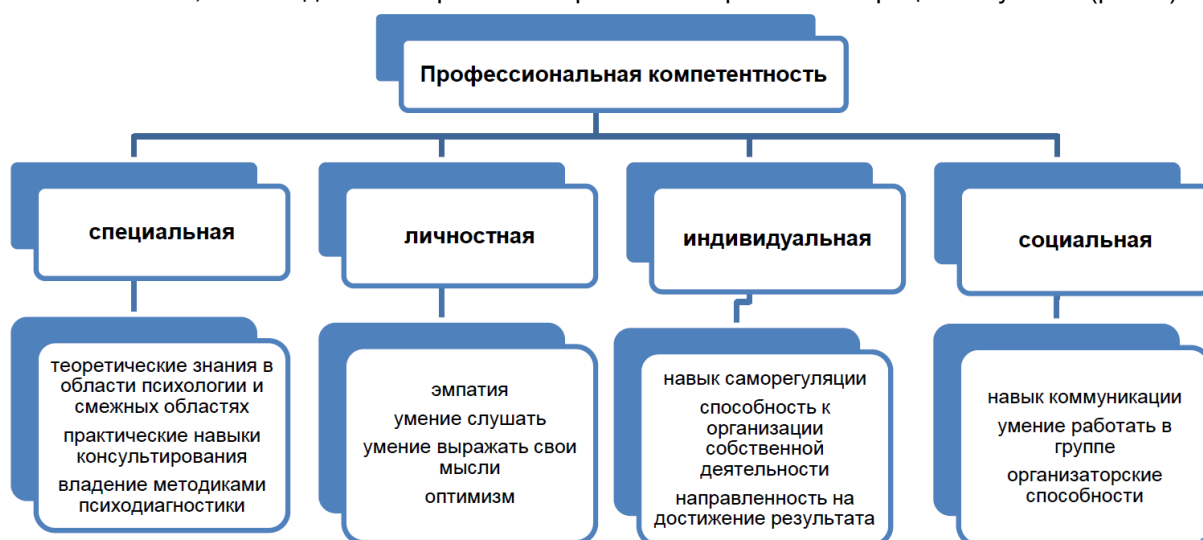 Профессиональная компетентность
специальная
личностная
индивидуальная
социальная
теоретические знания в
области психологии и
смежных областях
практические навыки
консультирования
владение методиками
психодиагностики
эмпатия
умение слушать
умение выражать свои
мысли
оптимизм
навык саморегуляции
способность к
организации
собственной
деятельности
направленность на
достижение результата
навык коммуникации
умение работать в
группе
организаторские
способности